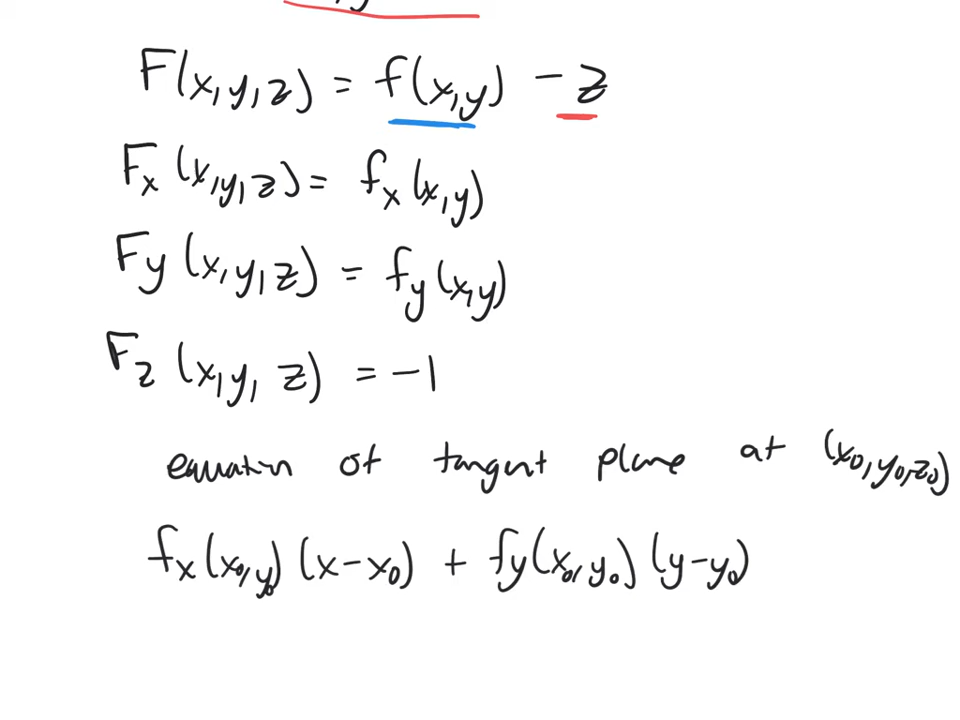 F(x,y,z) = f(x,y) - z
Fx (x,y,z) = fx (x,y)
Fy (x,y,z) = fy (x,y)
Fz (x,y, z) = -1
equation of tangent plane at (x0,y0,z0)
fx (x0,y0) (x-x0) + fy(x0,y0) (y-y0)